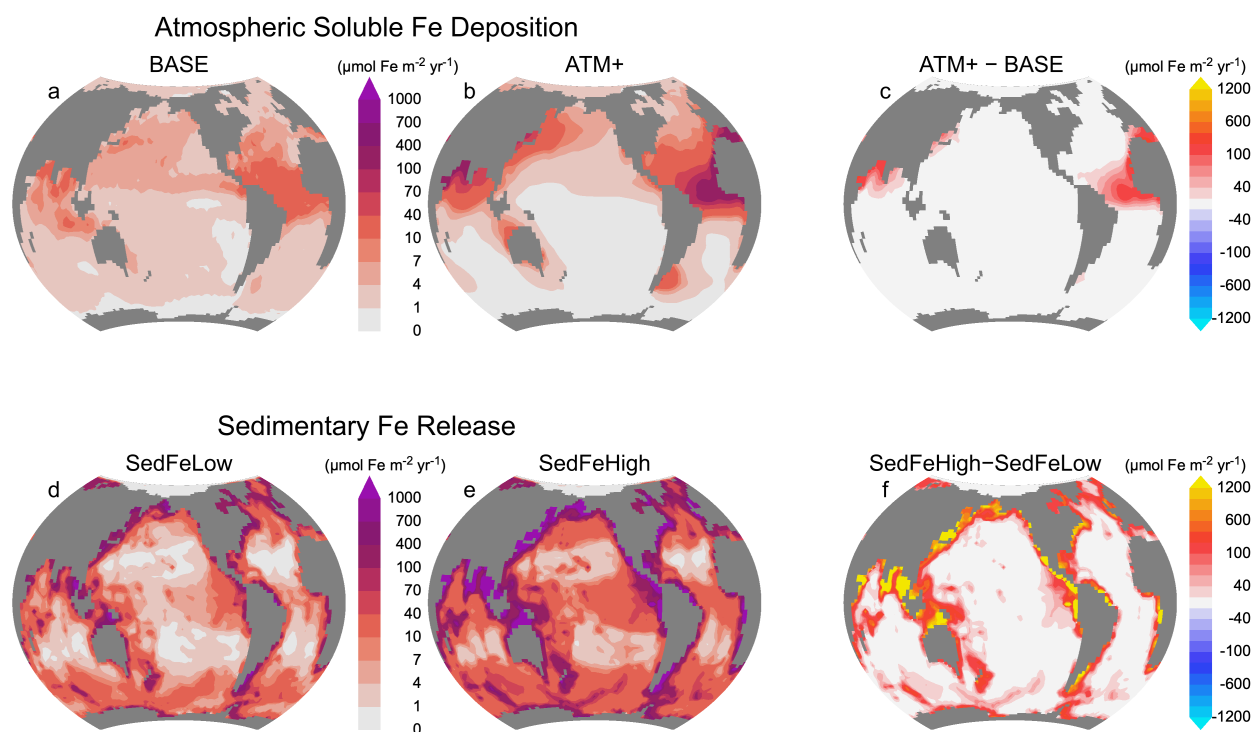 Atmospheric Soluble Fe Deposition
BASE
(µmol Fe m-2 yr-1)
ATM+
ATM+ − BASE
(µmol Fe m-2 yr-1)
a
b
c
1000
700
400
100
70
40
10
7
4
1
0
1200
600
100
40
-40
-100
-600
-1200
Sedimentary Fe Release
SedFeLow
(µmol Fe m-2 yr-1)
SedFeHigh
SedFeHigh−SedFeLow
(µmol Fe m-2 yr-1)
d
e
f
1000
700
400
100
70
40
10
7
4
1
0
1200
600
100
40
-40
-100
-600
-1200